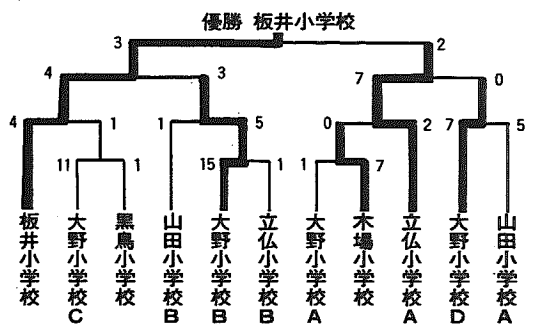 優勝 板井小学校
3 2
4 3 7 0
4 1 1 5 0 2 7 5
11 1 15 1 1 7
板井小学校
大野小学校C
黒鳥小学校
山田小学校B
大野小学校B
立仏小学校B
大野小学校A
木場小学校
立仏小学校A
大野小学校D
山田小学校A